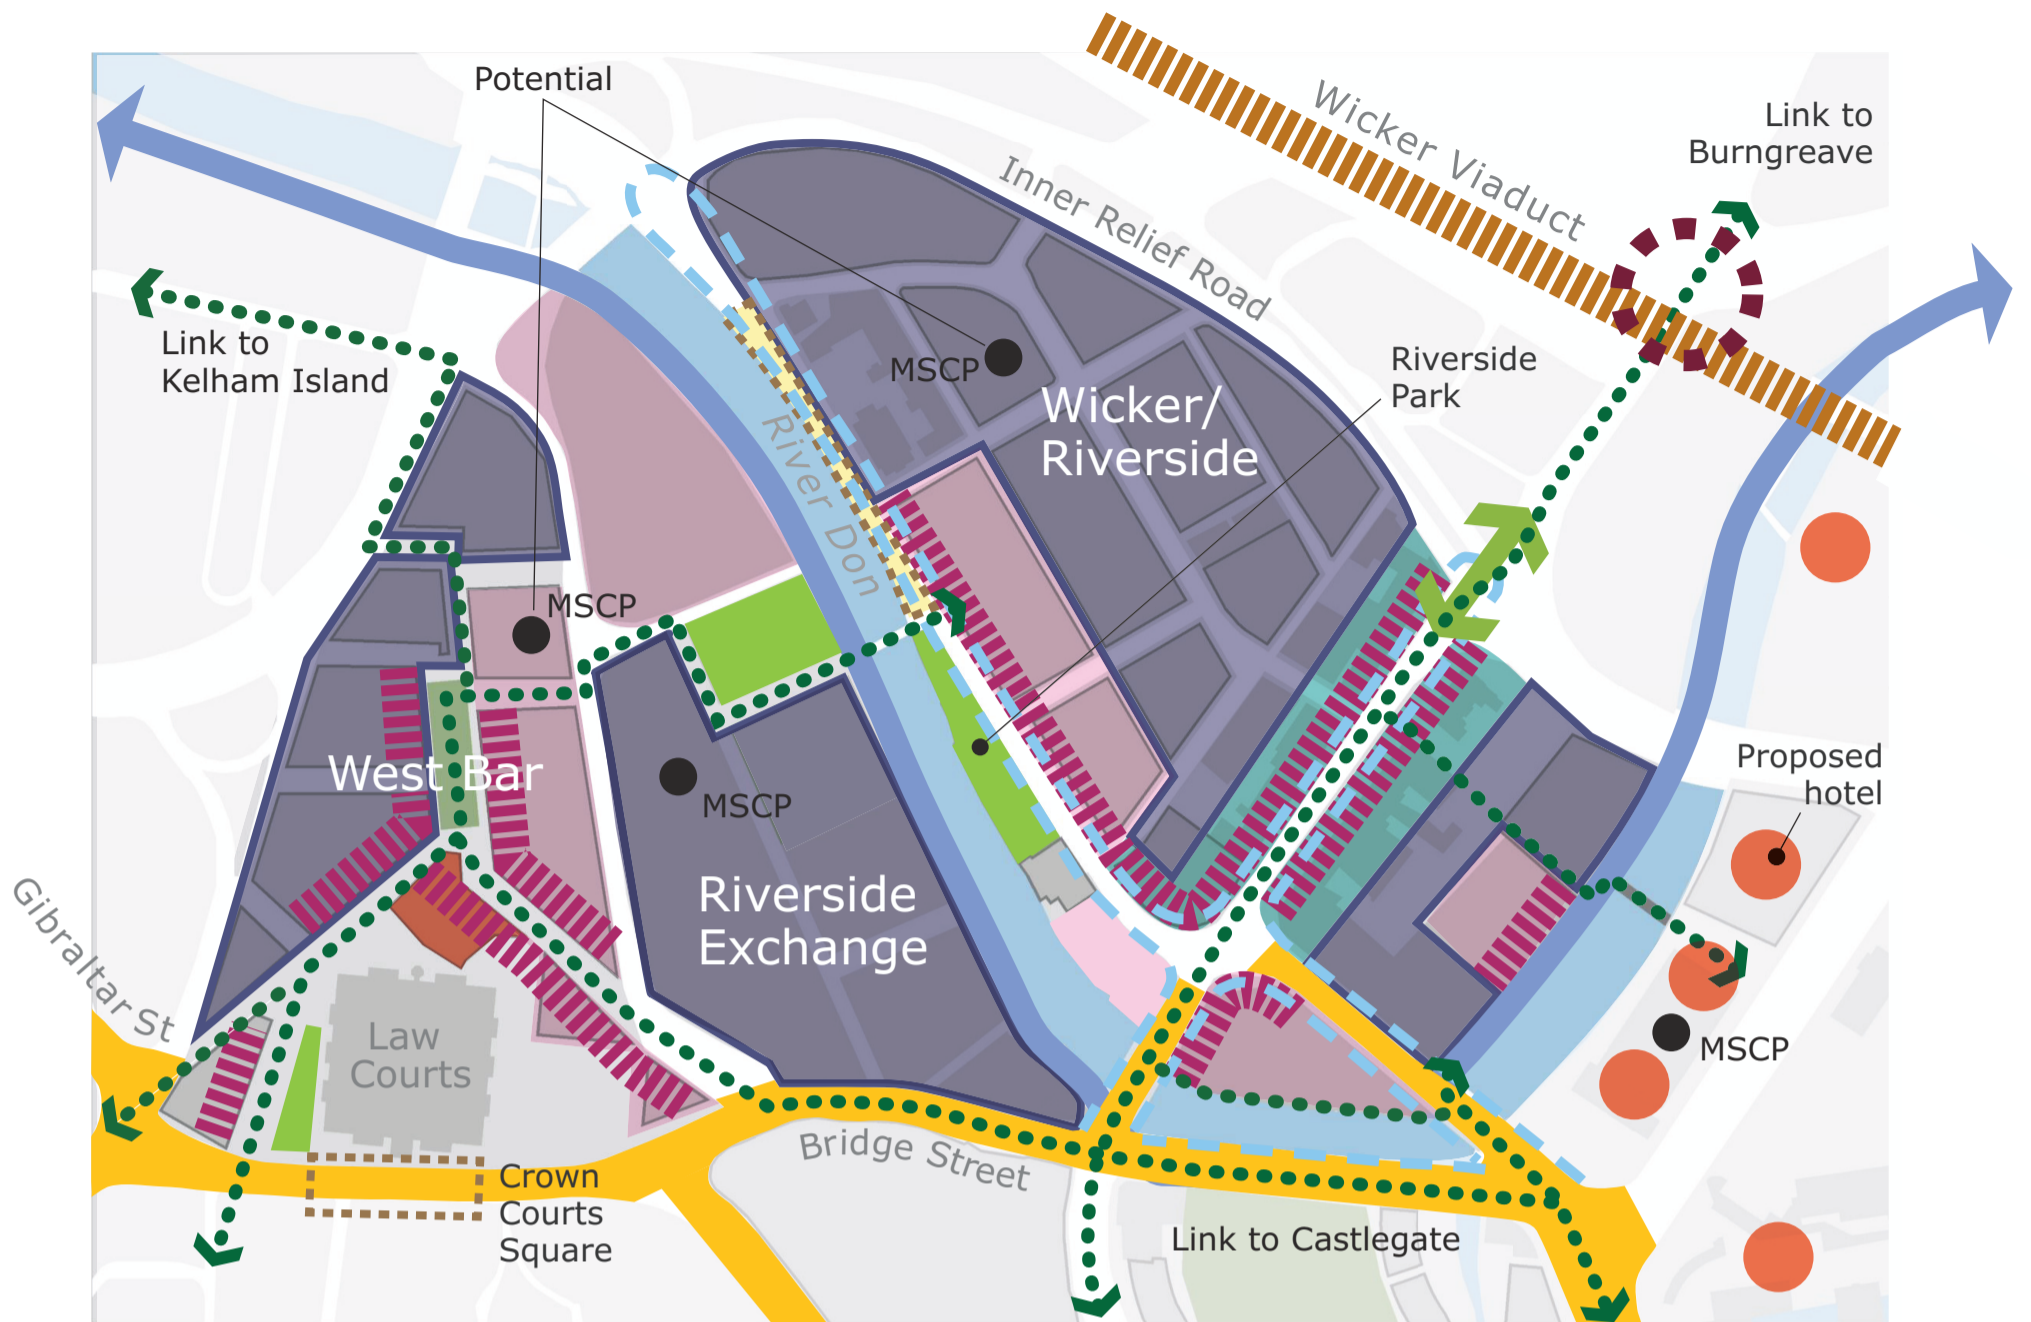 Potential
Wicker Viaduct
Link to
Burngreave
Inner Relief Road
Link to
Kelham Island
MSCP
Riverside
Park
Wicker/
Riverside
River Don
MSCP
West Bar
MSCP
Proposed
hotel
Riverside
Exchange
Gibraltar St
Law
Courts
MSCP
Bridge Street
Crown
Courts
Square
Link to Castlegate